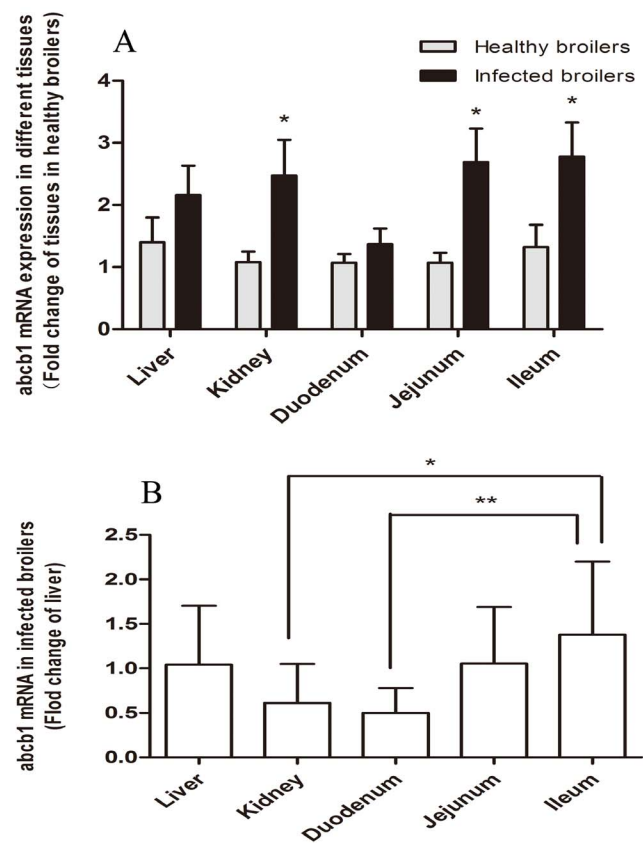 A
Healthy broilers
Infected broilers
abcb1 mRNA expression in different tissues
(Fold change of tissues in healthy broilers)
4
3
2
1
0
*
*
*
Liver
Kidney
Duodenum
Jejunum
Ileum
B
*
**
abcb1 mRNA in infected broilers
(Flod change of liver)
2.5
2.0
1.5
1.0
0.5
0.0
Liver
Kidney
Duodenum
Jejunum
Ileum